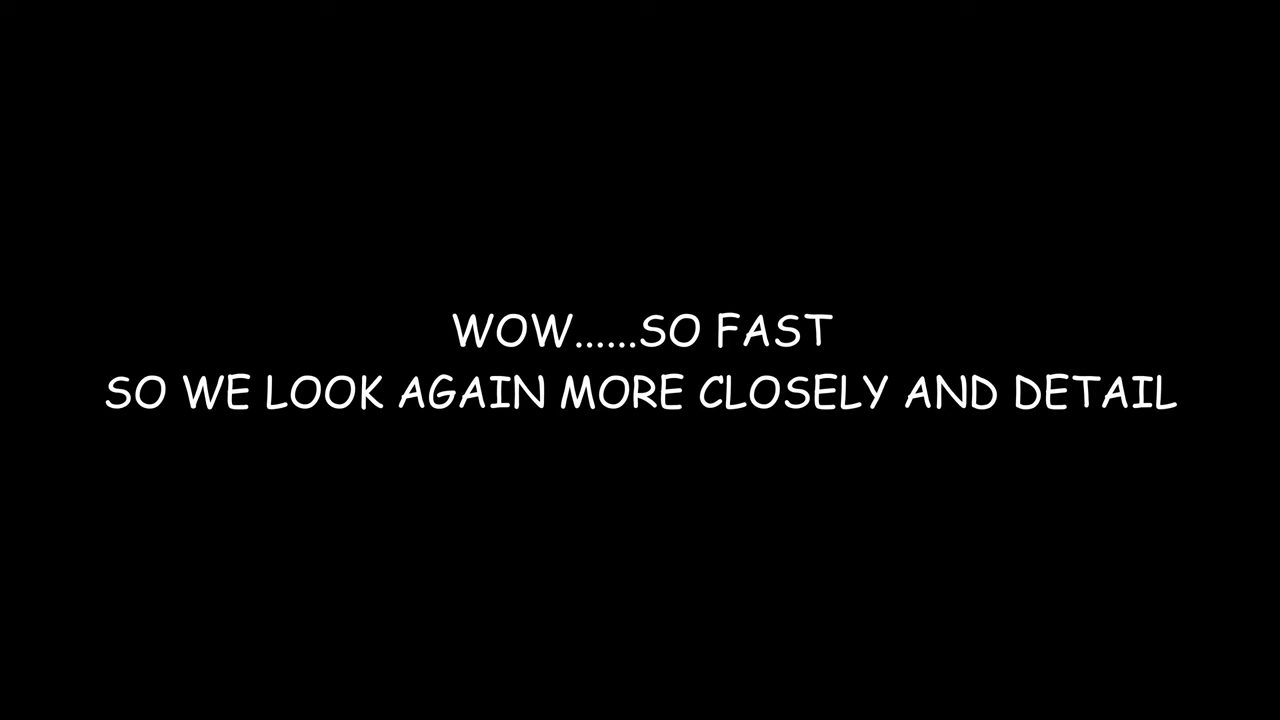 WOW......SO FAST
SO WE LOOK AGAIN MORE CLOSELY AND DETAIL